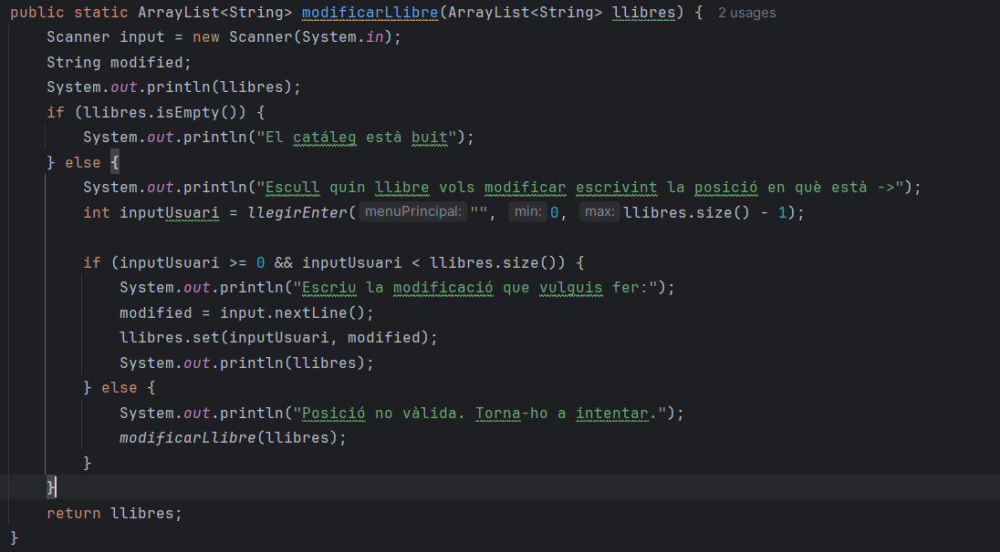 public static ArrayList<String> modificarLlibre(ArrayList<String> llibres) { 2 usages
Scanner input = new Scanner(System.in);
String modified;
System.out.println(llibres);
if (llibres.isEmpty()) {
System.out.println("El catáleg està buit");
} else {
System.out.println("Escull quin llibre vols modificar escrivint la posició en què està ->");
int inputUsuari = llegirEnter( menuPrincipal: "", min: 0, max: llibres.size() - 1);
if (inputUsuari >= 0 && inputUsuari < llibres.size()) {
System.out.println("Escriu la modificació que vulguis fer:");
modified = input.nextLine();
llibres.set(inputUsuari, modified);
System.out.println(llibres);
} else {
System.out.println("Posició no vàlida. Torna-ho a intentar.");
modificarLlibre(llibres);
}
}
return llibres;
}